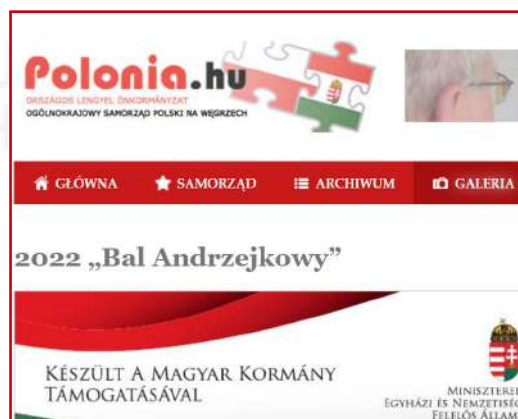 Polonia.hu
ORSZÁGOS LENGYEL ÖNKORMÁNYZAT
OGÓLNOKRAJOWY SAMORZĄD POLSKI NA WĘGRZECH
GŁÓWNA SAMORZĄD ARCHIWUM GALERIA
2022 „Bal Andrzejkowy”
KÉSZÜLT A MAGYAR KORMÁNY
TÁMOGATÁSÁVAL
MINISZTEREL
EGYHÁZI ÉS NEMZETISÉG
FELELŐS ÁLLAM